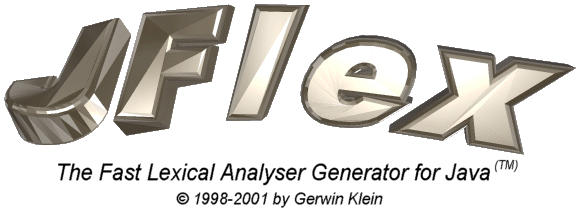 JFlex
The Fast Lexical Analyser Generator for Java (TM)
© 1998-2001 by Gerwin Klein